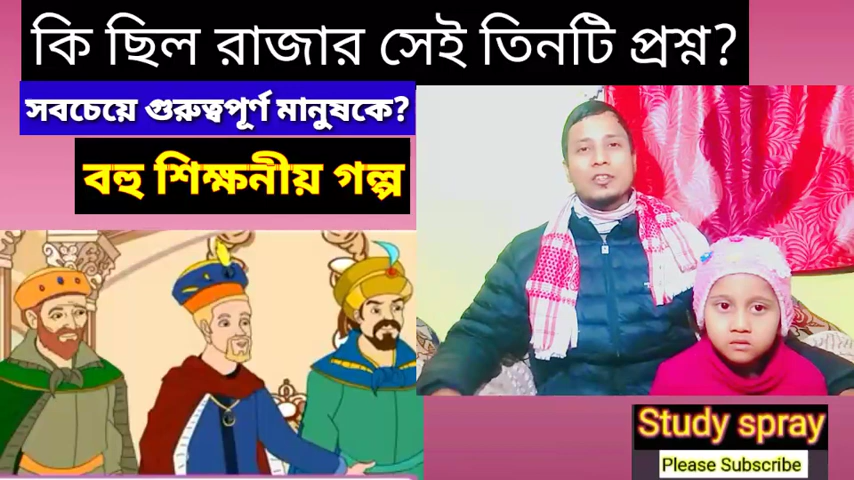 কি ছিল রাজার সেই তিনটি প্রশ্ন?
সবচেয়ে গুরুত্বপূর্ণ মানুষকে?
বহু শিক্ষনীয় গল্প
Study spray
Please Subscribe